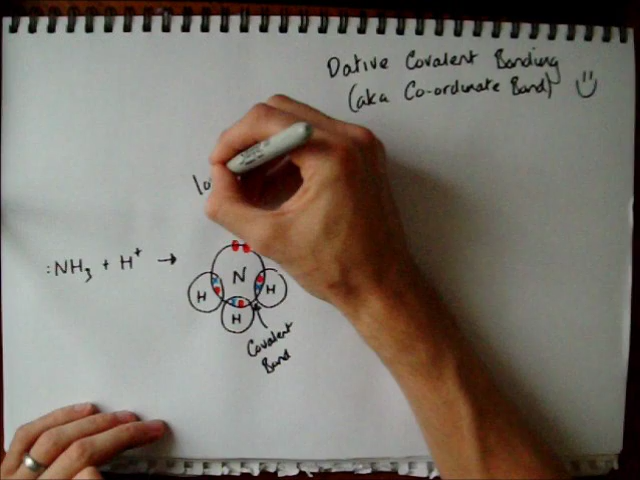 Dative Covalent Bonding
(aka Co-ordinate Bond)
:NH₃ + H⁺ →
N
H
H
H
Covalent
Bond